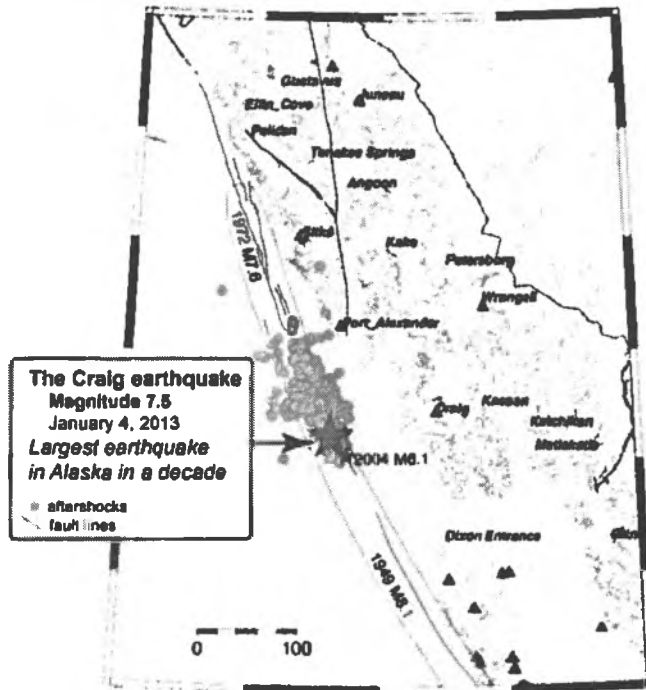 Gustavus
Juneau
Elfin Cove
Pelican
Tenakee Springs
Angoon
1972 M7.6
Sitka
Kake
Petersburg
Wrangell
Port Alexander
The Craig earthquake
Magnitude 7.5
January 4, 2013
Largest earthquake
in Alaska in a decade
aftershocks
fault lines
Craig
Kasaan
Ketchikan
Metlakatla
2004 M6.1
Dixon Entrance
1949 M8.1
0 100